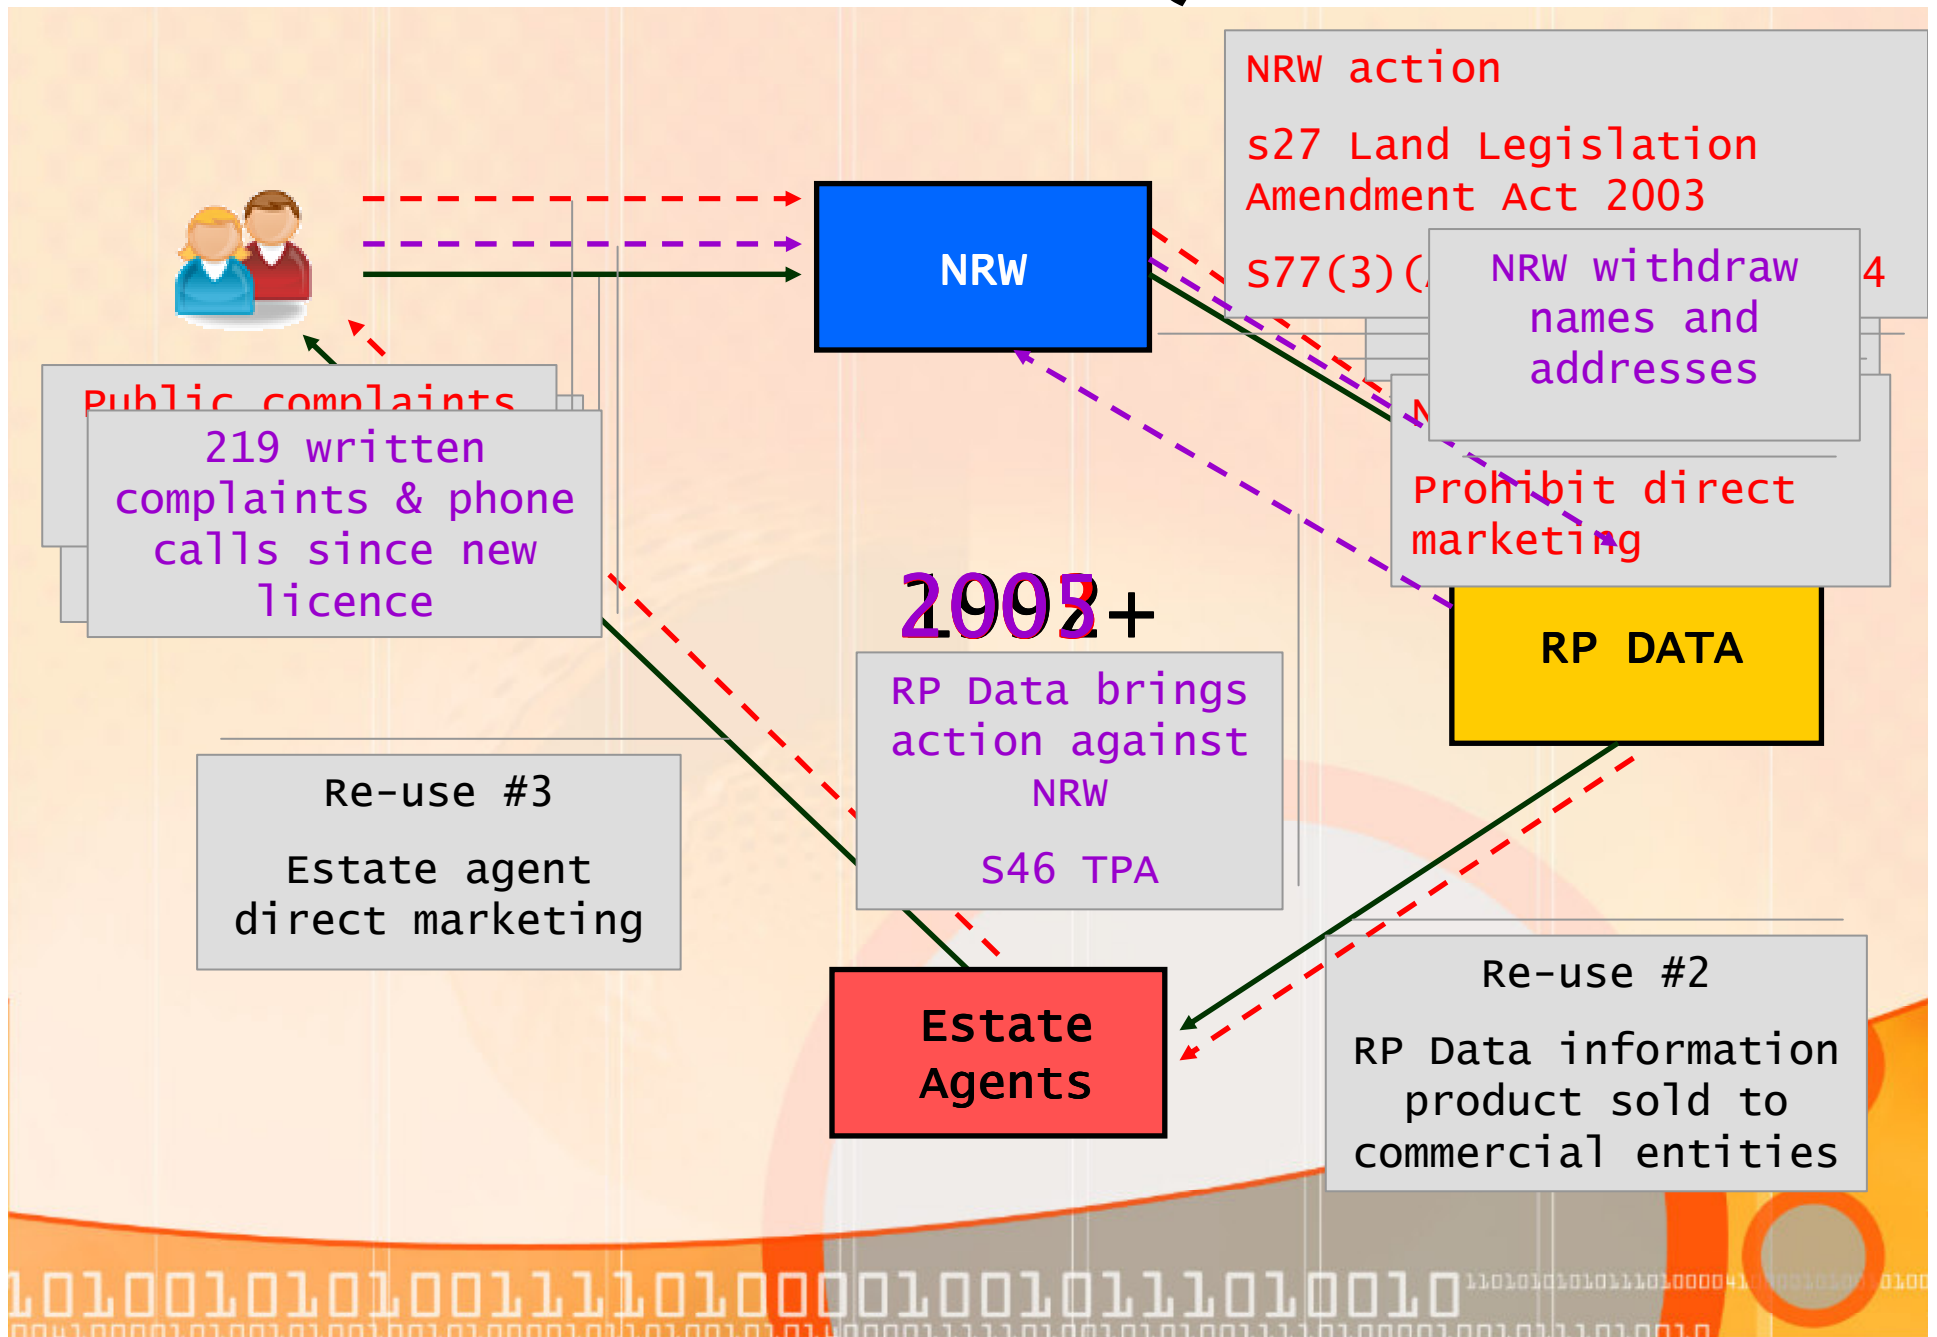 NRW action
s27 Land Legislation
Amendment Act 2003
S77(3)( 4
NRW withdraw
names and
addresses
NRW
Public complaints
219 written
complaints & phone
calls since new
licence
Prohibit direct
marketing
RP DATA
RP Data brings
action against
NRW
S46 TPA
Re-use #3
Estate agent
direct marketing
Estate
Agents
Re-use #2
RP Data information
product sold to
commercial entities